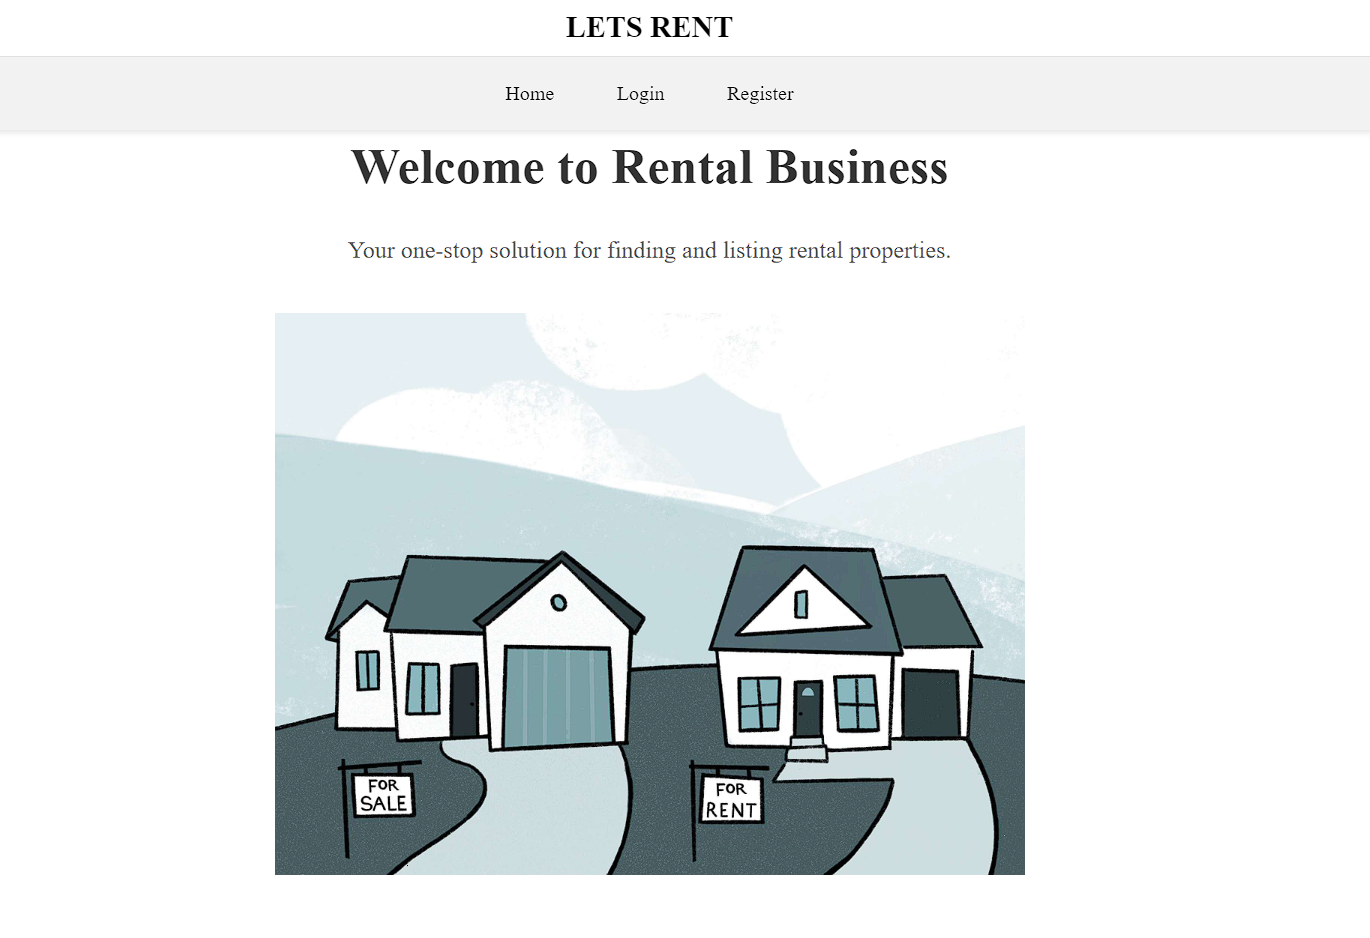 LETS RENT
Home Login Register
Welcome to Rental Business
Your one-stop solution for finding and listing rental properties.
FOR
SALE
FOR
RENT